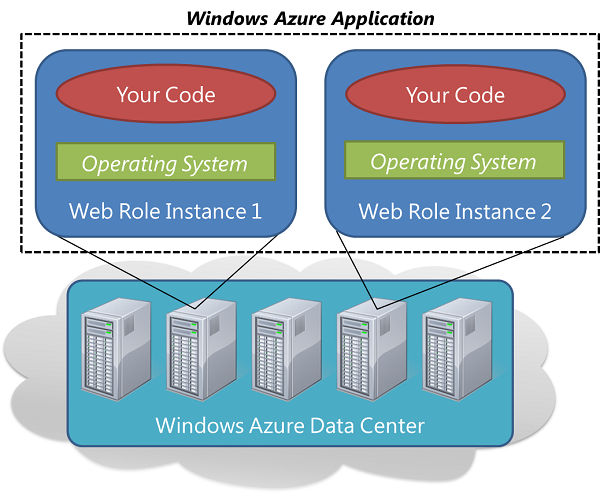 Windows Azure Application
Your Code
Operating System
Web Role Instance 1
Your Code
Operating System
Web Role Instance 2
Windows Azure Data Center